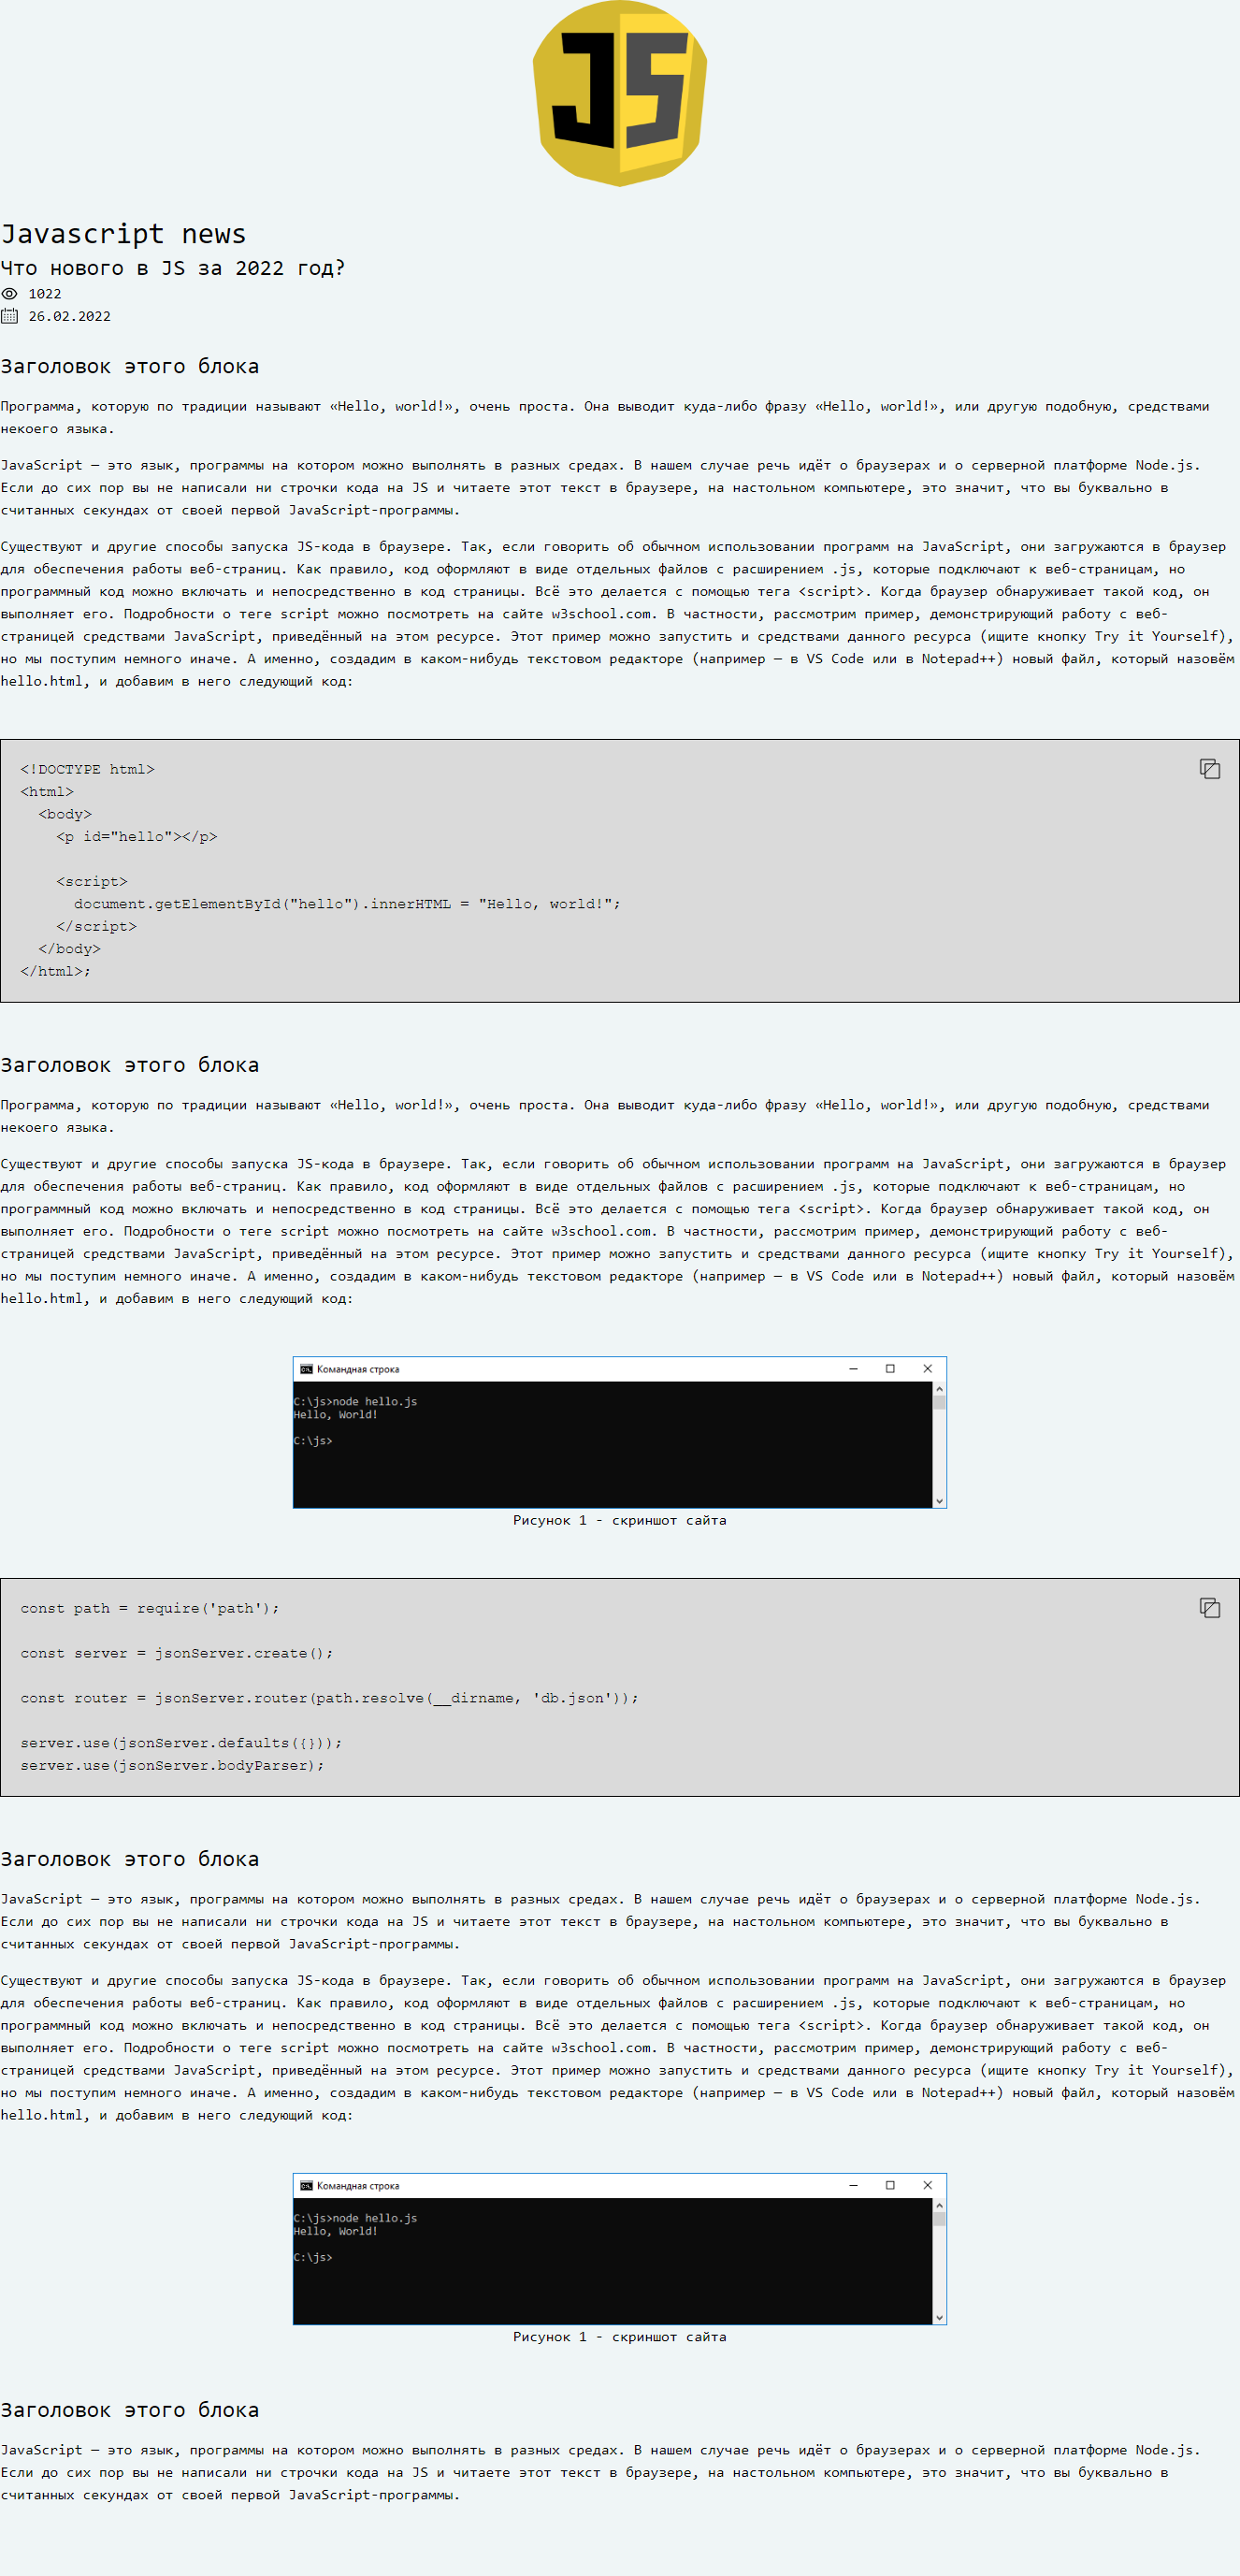 JS
Javascript news
Что нового в JS за 2022 год?
1022
26.02.2022
Заголовок этого блока
Программа, которую по традиции называют «Hello, world!», очень проста. Она выводит куда-либо фразу «Hello, world!», или другую подобную, средствами
некоего языка.
JavaScript — это язык, программы на котором можно выполнять в разных средах. В нашем случае речь идёт о браузерах и о серверной платформе Node.js.
Если до сих пор вы не написали ни строчки кода на JS и читаете этот текст в браузере, на настольном компьютере, это значит, что вы буквально в
считанных секундах от своей первой JavaScript-программы.
Существуют и другие способы запуска JS-кода в браузере. Так, если говорить об обычном использовании программ на JavaScript, они загружаются в браузер
для обеспечения работы веб-страниц. Как правило, код оформляют в виде отдельных файлов с расширением .js, которые подключают к веб-страницам, но
программный код можно включать и непосредственно в код страницы. Всё это делается с помощью тега <script>. Когда браузер обнаруживает такой код, он
выполняет его. Подробности о теге script можно посмотреть на сайте w3school.com. В частности, рассмотрим пример, демонстрирующий работу с веб-
страницей средствами JavaScript, приведённый на этом ресурсе. Этот пример можно запустить и средствами данного ресурса (ищите кнопку Try it Yourself),
но мы поступим немного иначе. А именно, создадим в каком-нибудь текстовом редакторе (например — в VS Code или в Notepad++) новый файл, который назовём
hello.html, и добавим в него следующий код:
<!DOCTYPE html>
<html>
  <body>
    <p id="hello"></p>
    <script>
      document.getElementById("hello").innerHTML = "Hello, world!";
    </script>
  </body>
</html>;
Заголовок этого блока
Программа, которую по традиции называют «Hello, world!», очень проста. Она выводит куда-либо фразу «Hello, world!», или другую подобную, средствами
некоего языка.
Существуют и другие способы запуска JS-кода в браузере. Так, если говорить об обычном использовании программ на JavaScript, они загружаются в браузер
для обеспечения работы веб-страниц. Как правило, код оформляют в виде отдельных файлов с расширением .js, которые подключают к веб-страницам, но
программный код можно включать и непосредственно в код страницы. Всё это делается с помощью тега <script>. Когда браузер обнаруживает такой код, он
выполняет его. Подробности о теге script можно посмотреть на сайте w3school.com. В частности, рассмотрим пример, демонстрирующий работу с веб-
страницей средствами JavaScript, приведённый на этом ресурсе. Этот пример можно запустить и средствами данного ресурса (ищите кнопку Try it Yourself),
но мы поступим немного иначе. А именно, создадим в каком-нибудь текстовом редакторе (например — в VS Code или в Notepad++) новый файл, который назовём
hello.html, и добавим в него следующий код:
Командная строка
C:\js>node hello.js
Hello, World!
C:\js>
Рисунок 1 - скриншот сайта
const path = require('path');
const server = jsonServer.create();
const router = jsonServer.router(path.resolve(__dirname, 'db.json'));
server.use(jsonServer.defaults({}));
server.use(jsonServer.bodyParser);
Заголовок этого блока
JavaScript — это язык, программы на котором можно выполнять в разных средах. В нашем случае речь идёт о браузерах и о серверной платформе Node.js.
Если до сих пор вы не написали ни строчки кода на JS и читаете этот текст в браузере, на настольном компьютере, это значит, что вы буквально в
считанных секундах от своей первой JavaScript-программы.
Существуют и другие способы запуска JS-кода в браузере. Так, если говорить об обычном использовании программ на JavaScript, они загружаются в браузер
для обеспечения работы веб-страниц. Как правило, код оформляют в виде отдельных файлов с расширением .js, которые подключают к веб-страницам, но
программный код можно включать и непосредственно в код страницы. Всё это делается с помощью тега <script>. Когда браузер обнаруживает такой код, он
выполняет его. Подробности о теге script можно посмотреть на сайте w3school.com. В частности, рассмотрим пример, демонстрирующий работу с веб-
страницей средствами JavaScript, приведённый на этом ресурсе. Этот пример можно запустить и средствами данного ресурса (ищите кнопку Try it Yourself),
но мы поступим немного иначе. А именно, создадим в каком-нибудь текстовом редакторе (например — в VS Code или в Notepad++) новый файл, который назовём
hello.html, и добавим в него следующий код:
Командная строка
C:\js>node hello.js
Hello, World!
C:\js>
Рисунок 1 - скриншот сайта
Заголовок этого блока
JavaScript — это язык, программы на котором можно выполнять в разных средах. В нашем случае речь идёт о браузерах и о серверной платформе Node.js.
Если до сих пор вы не написали ни строчки кода на JS и читаете этот текст в браузере, на настольном компьютере, это значит, что вы буквально в
считанных секундах от своей первой JavaScript-программы.